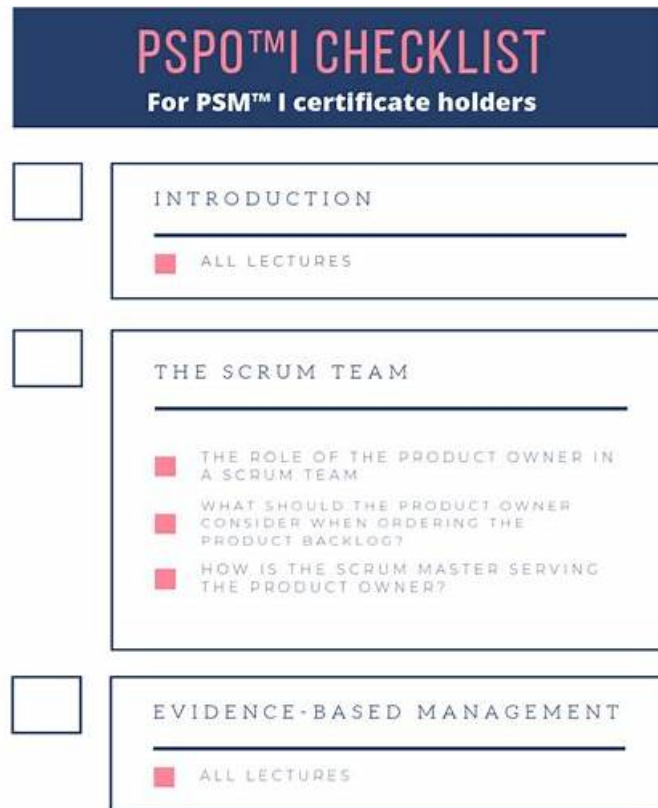 PSPO™I CHECKLIST
For PSM™ I certificate holders
INTRODUCTION
ALL LECTURES
THE SCRUM TEAM
THE ROLE OF THE PRODUCT OWNER IN
A SCRUM TEAM
WHAT SHOULD THE PRODUCT OWNER
CONSIDER WHEN ORDERING THE
PRODUCT BACKLOG?
HOW IS THE SCRUM MASTER SERVING
THE PRODUCT OWNER?
EVIDENCE-BASED MANAGEMENT
ALL LECTURES